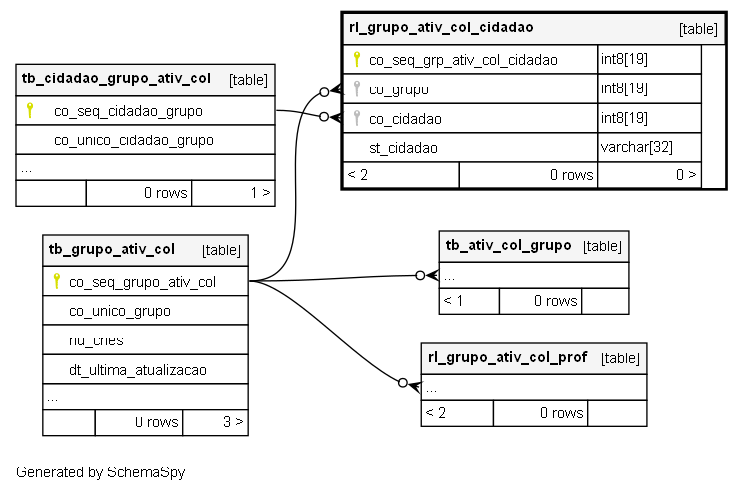 rl_grupo_ativ_col_cidadao [table]
co_seq_grp_ativ_col_cidadao int8[19]
co_grupo int8[19]
co_cidadao int8[19]
st_cidadao varchar[32]
< 2 0 rows 0 >
tb_cidadao_grupo_ativ_col [table]
co_seq_cidadao_grupo
co_unico_cidadao_grupo
...
0 rows 1 >
tb_grupo_ativ_col [table]
co_seq_grupo_ativ_col
co_unico_grupo
nu_cnes
dt_ultima_atualizacao
...
0 rows 3 >
tb_ativ_col_grupo [table]
...
< 1 0 rows
rl_grupo_ativ_col_prof [table]
...
< 2 0 rows
Generated by SchemaSpy